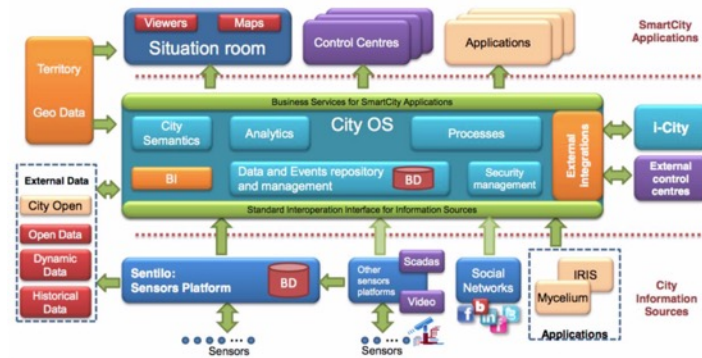 Viewers
Maps
Situation room
Control Centres
Applications
SmartCity
Applications
Territory
Geo Data
Business Services for SmartCity Applications
City
Semantics
Analytics
City OS
Processes
External
Integrations
i-City
BI
Data and Events repository
and management
BD
Security
management
External
control
centres
Standard Interoperation Interface for Information Sources
External Data
City Open
Open Data
Dynamic
Data
Historical
Data
Sentilo:
Sensors Platform
BD
Other
sensors
platforms
Scadas
Video
Social
Networks
f
b
in
IRIS
Mycelium
Applications
City
Information
Sources
Sensors
Sensors